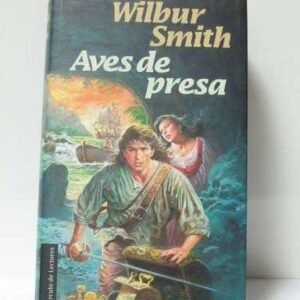 Wilbur
Smith
Aves de
presa
Círculo de Lectores